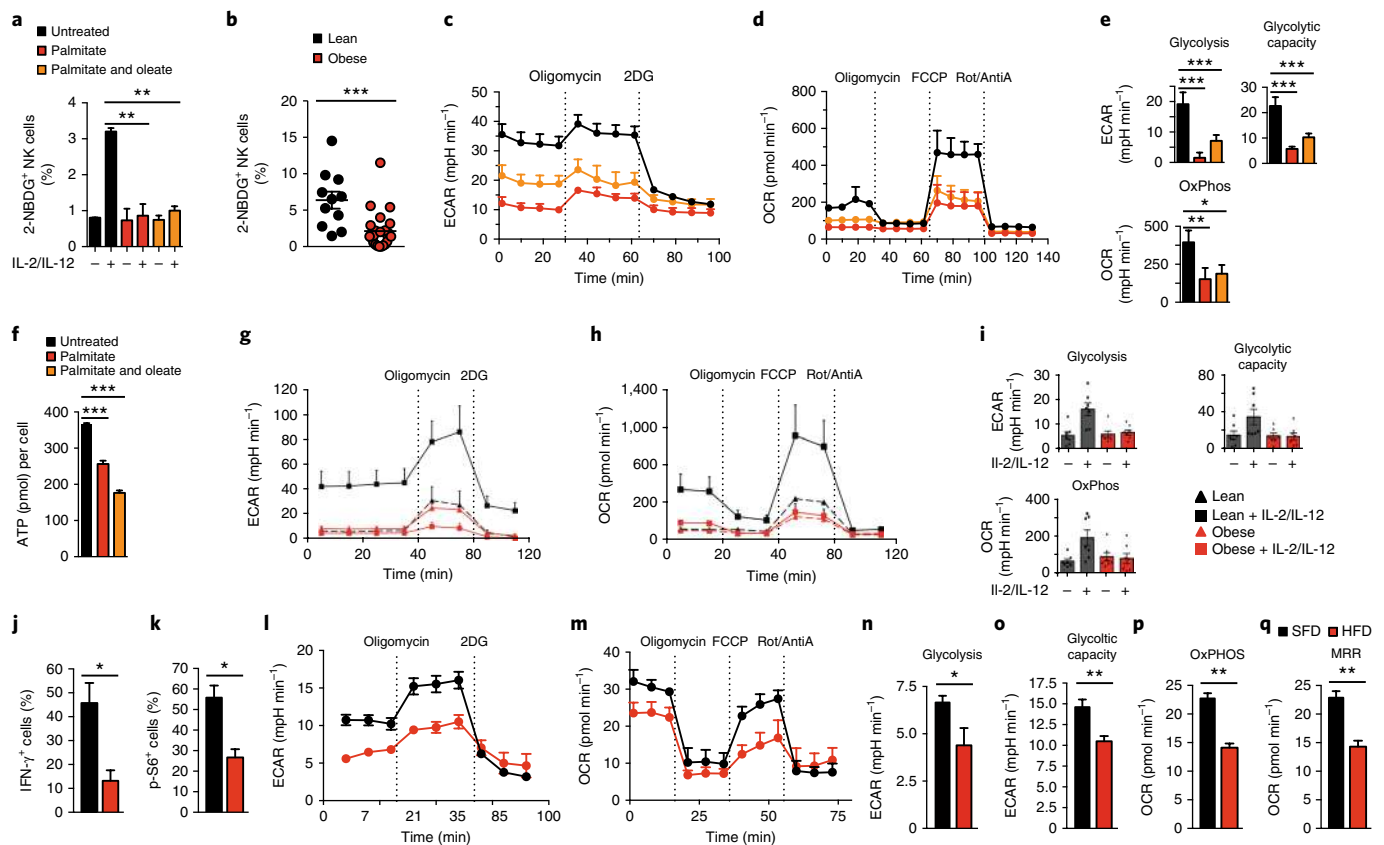 a
Untreated
Palmitate
Palmitate and oleate
2-NBDG⁺ NK cells
(%)
4
3
2
1
0
** 
**
IL-2/IL-12 – + – + – +
b
Lean
Obese
2-NBDG⁺ NK cells
(%)
20
15
10
5
0
***
c
Oligomycin 2DG
ECAR (mpH min⁻¹)
50
40
30
20
10
0
0 20 40 60 80 100
Time (min)
d
Oligomycin FCCP Rot/AntiA
OCR (pmol min⁻¹)
800
600
400
200
0
0 20 40 60 80 100 120 140
Time (min)
e
Glycolysis
***
***
ECAR
(mpH min⁻¹)
20
10
0
Glycolytic
capacity
***
***
30
20
10
0
OxPhos
*
**
OCR
(mpH min⁻¹)
500
250
0
f
Untreated
Palmitate
Palmitate and oleate
***
***
ATP (pmol) per cell
400
300
200
100
0
g
Oligomycin 2DG
ECAR (mpH min⁻¹)
120
100
80
60
40
20
0
0 20 40 60 80 100 120
Time (min)
h
Oligomycin FCCP Rot/AntiA
OCR (pmol min⁻¹)
1,400
1,000
600
200
0
0 20 40 60 80 120
Time (min)
i
Glycolysis
ECAR
(mpH min⁻¹)
30
20
10
0
Il-2/IL-12 – + – +
Glycolytic
capacity
80
40
20
0
– + – +
OxPhos
OCR
(mpH min⁻¹)
400
200
100
0
Il-2/IL-12 – + – +
Lean
Lean + IL-2/IL-12
Obese
Obese + IL-2/IL-12
j
*
IFN-γ⁺ cells (%)
60
50
40
30
20
10
0
k
*
p-S6⁺ cells (%)
70
60
50
40
30
20
10
0
l
Oligomycin 2DG
ECAR (mpH min⁻¹)
20
15
10
5
0
0 7 21 35 85 100
Time (min)
m
Oligomycin FCCP Rot/AntiA
OCR (pmol min⁻¹)
40
30
20
10
0
0 25 50 75
Time (min)
n
Glycolysis
*
ECAR (mpH min⁻¹)
7.5
5.0
2.5
0
o
Glycoltic
capacity
**
ECAR (mpH min⁻¹)
17.5
15.0
12.5
10.0
7.5
5.0
2.5
0
p
OxPHOS
**
OCR (pmol min⁻¹)
25
20
15
10
5
0
q
SFD HFD
MRR
**
OCR (pmol min⁻¹)
25
20
15
10
5
0